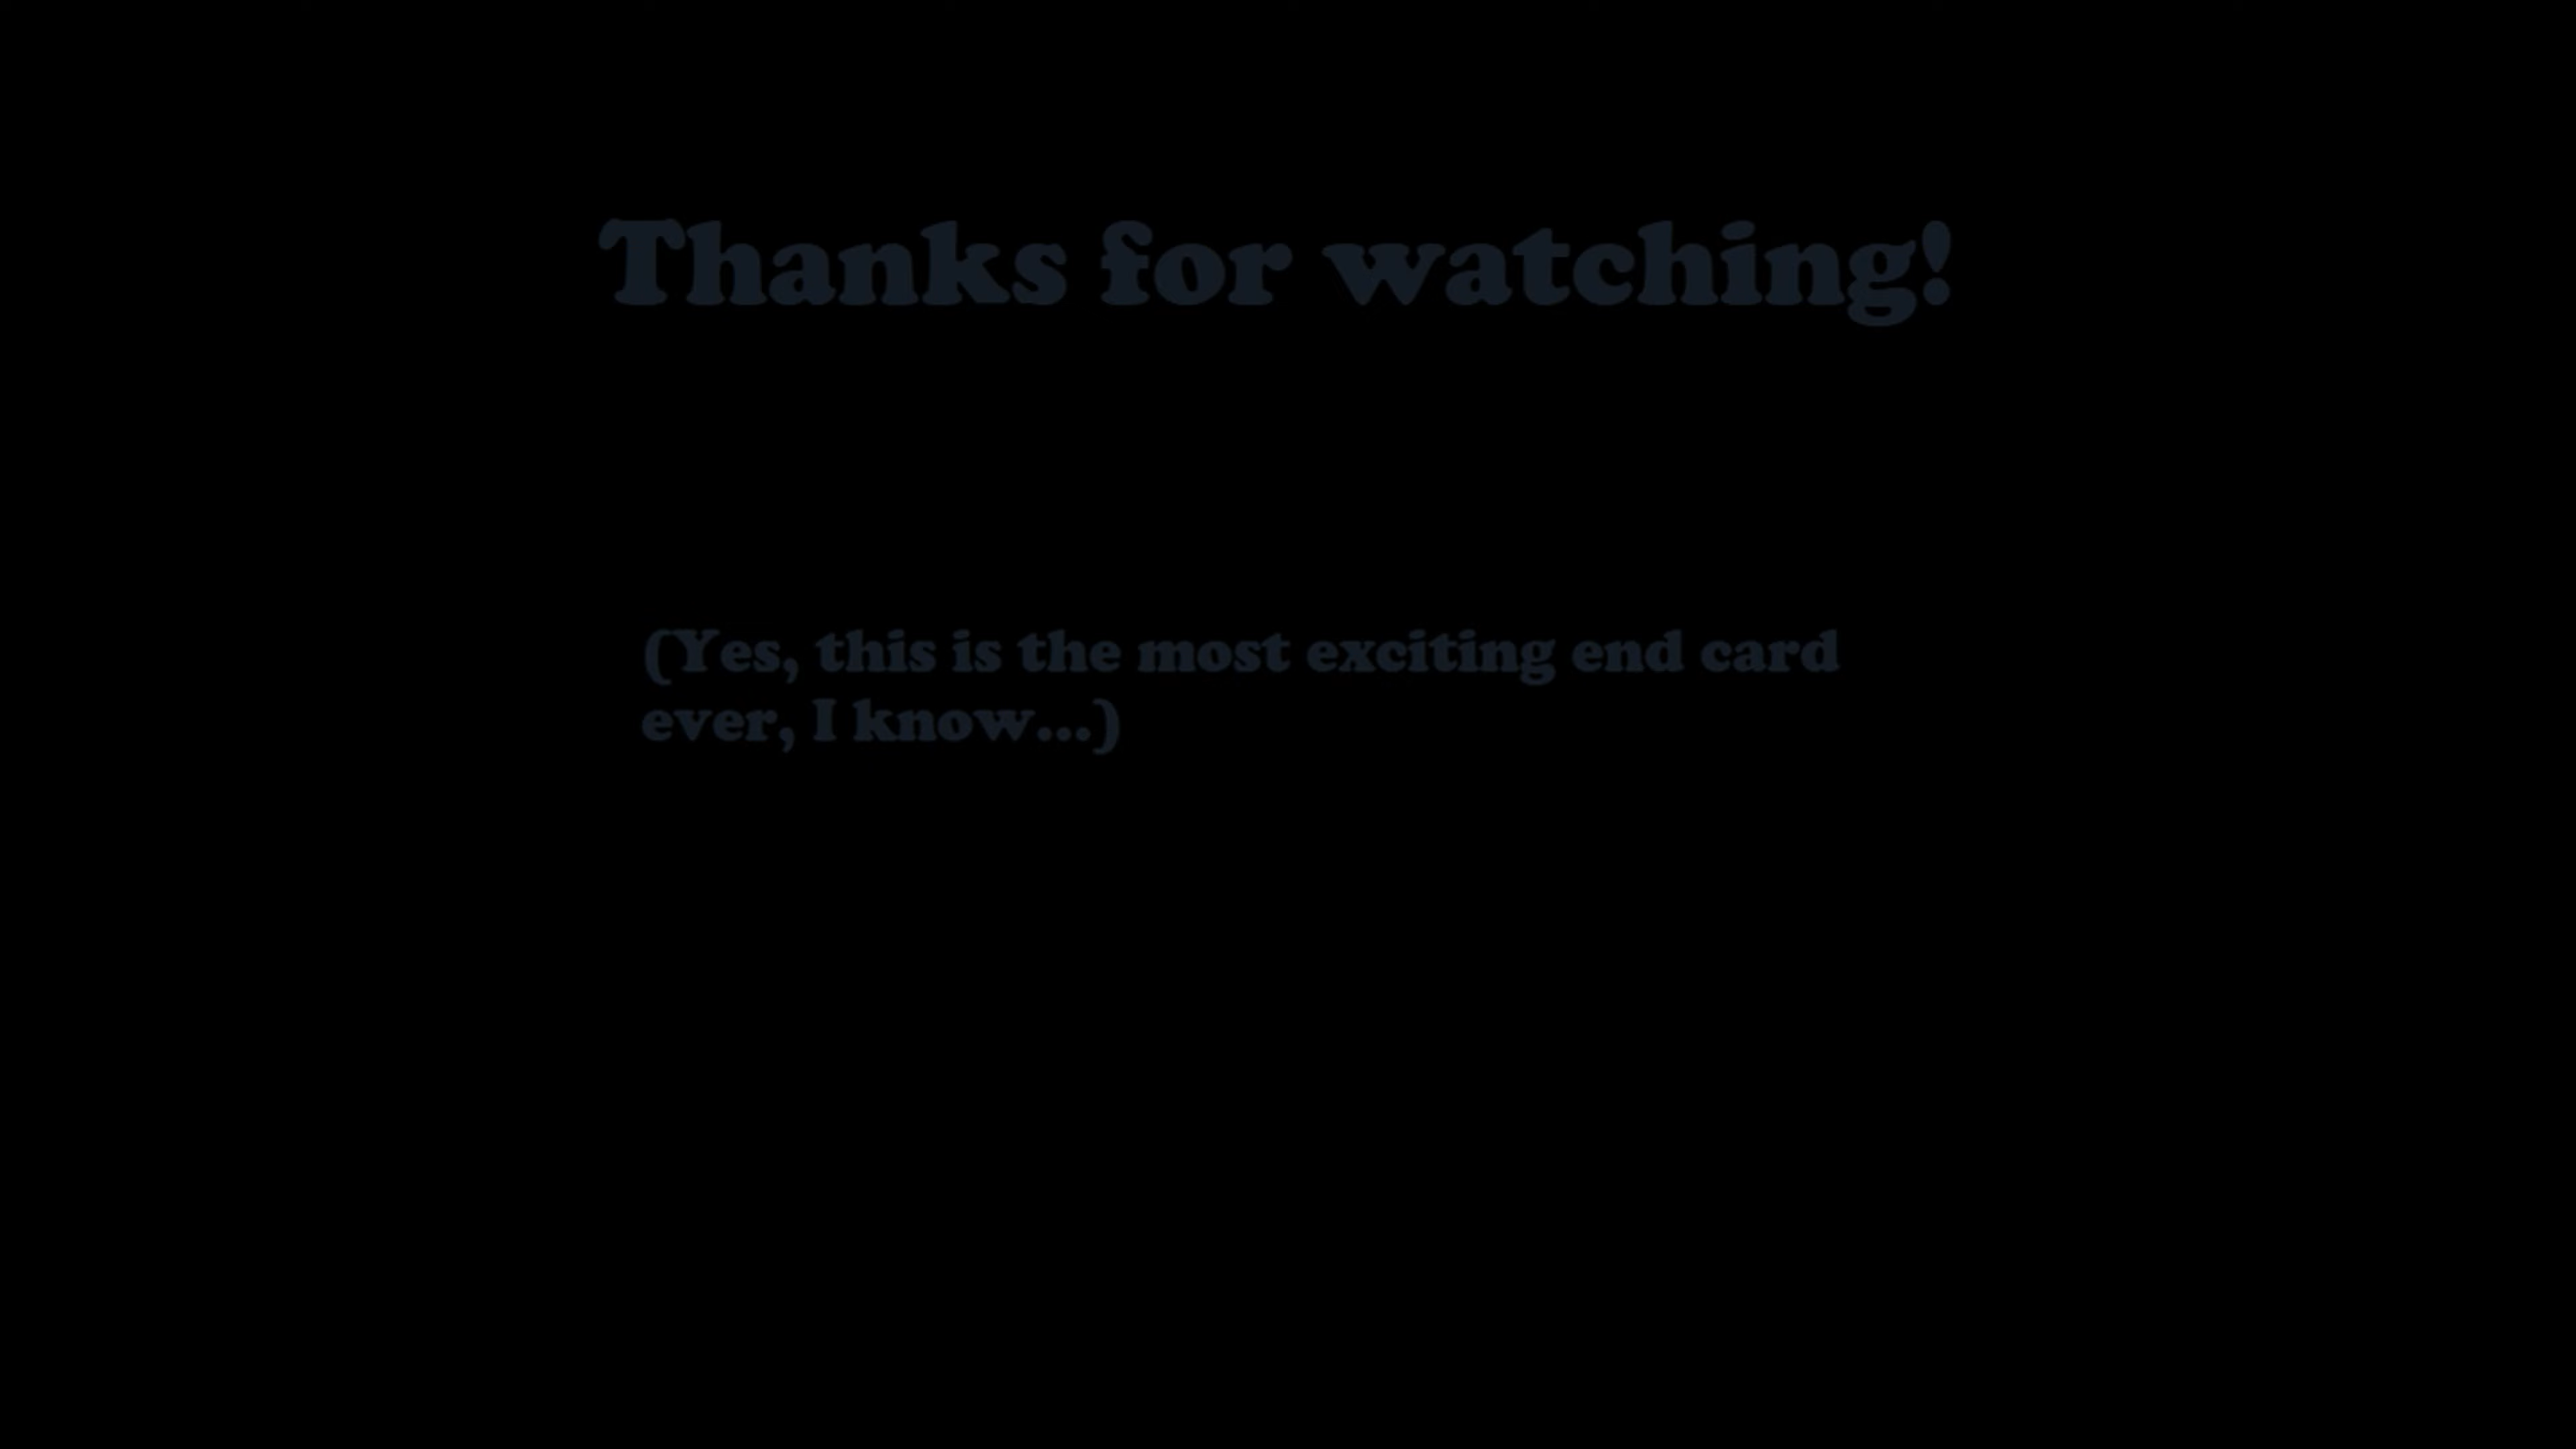 Thanks for watching!
(Yes, this is the most exciting end card
ever, I know...)